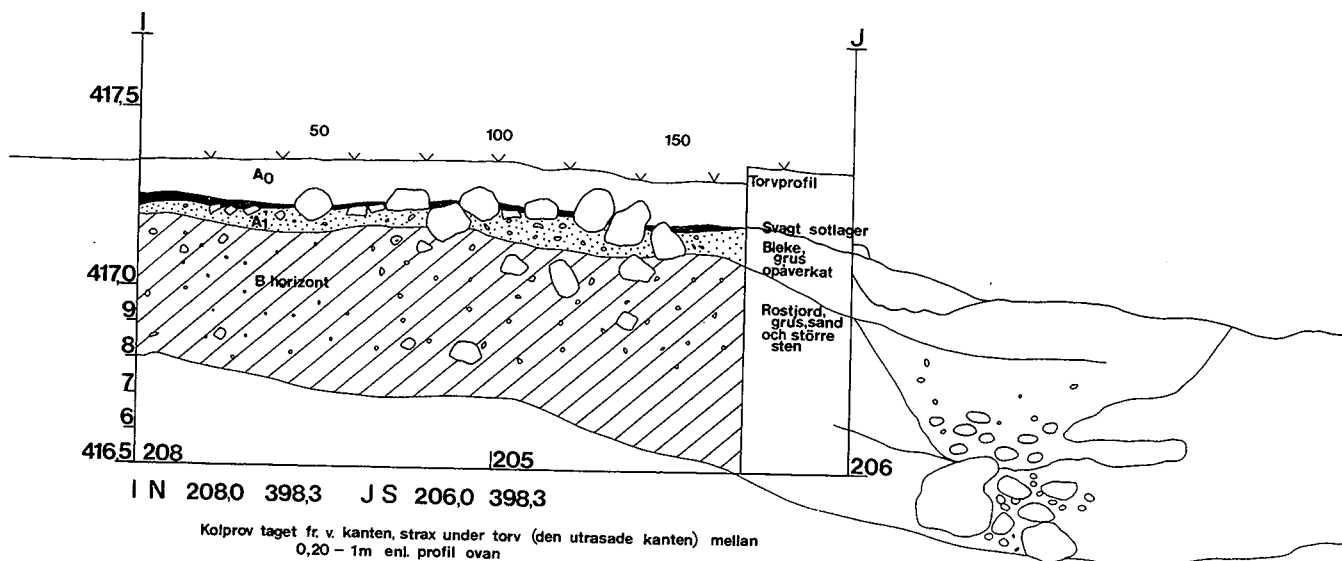 I
J
417,5
50
100
150
A0
Torvprofil
A1
Svagt sotlager
Bleke,
grus
opåverkat
417,0
B horizont
9
Rostjord,
grus,sand
och större
sten
8
7
6
416,5
208
205
206
I N 208,0 398,3 J S 206,0 398,3
Kolprov taget fr. v. kanten, strax under torv (den utrasade kanten) mellan
0,20 – 1m enl. profil ovan